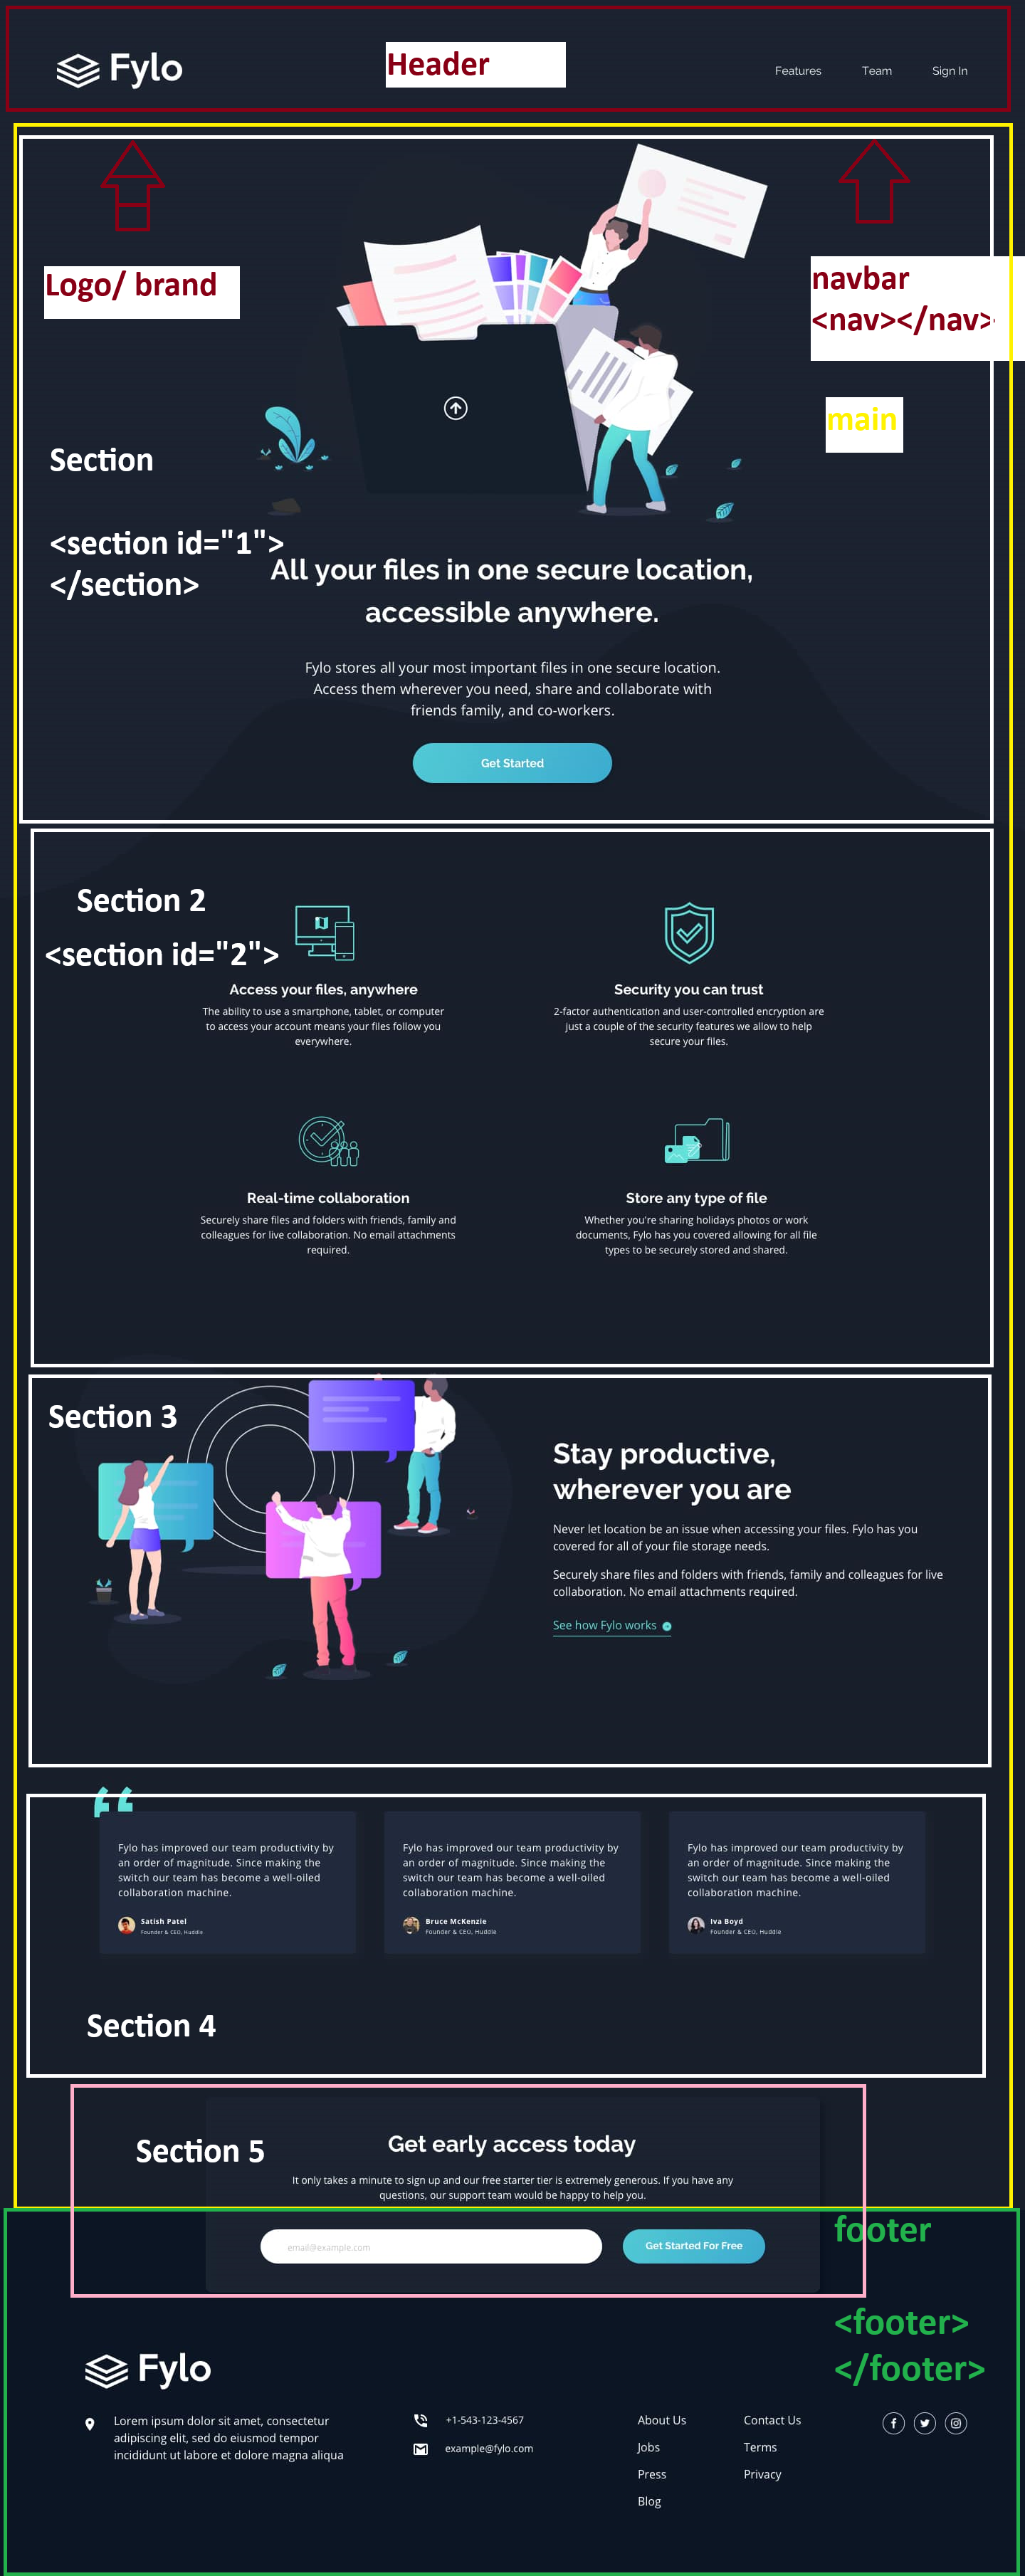 Fylo
Header
Features
Team
Sign In
Logo/ brand
navbar
<nav></nav>
main
Section
<section id="1">
</section>
All your files in one secure location,
accessible anywhere.
Fylo stores all your most important files in one secure location.
Access them wherever you need, share and collaborate with
friends family, and co-workers.
Get Started
Section 2
<section id="2">
Access your files, anywhere
The ability to use a smartphone, tablet, or computer
to access your account means your files follow you
everywhere.
Security you can trust
2-factor authentication and user-controlled encryption are
just a couple of the security features we allow to help
secure your files.
Real-time collaboration
Securely share files and folders with friends, family and
colleagues for live collaboration. No email attachments
required.
Store any type of file
Whether you're sharing holidays photos or work
documents, Fylo has you covered allowing for all file
types to be securely stored and shared.
Section 3
Stay productive,
wherever you are
Never let location be an issue when accessing your files. Fylo has you
covered for all of your file storage needs.
Securely share files and folders with friends, family and colleagues for live
collaboration. No email attachments required.
See how Fylo works
Fylo has improved our team productivity by
an order of magnitude. Since making the
switch our team has become a well-oiled
collaboration machine.
Satish Patel
Founder & CEO, Huddle
Fylo has improved our team productivity by
an order of magnitude. Since making the
switch our team has become a well-oiled
collaboration machine.
Bruce McKenzie
Founder & CEO, Huddle
Fylo has improved our team productivity by
an order of magnitude. Since making the
switch our team has become a well-oiled
collaboration machine.
Iva Boyd
Founder & CEO, Huddle
Section 4
Section 5
Get early access today
It only takes a minute to sign up and our free starter tier is extremely generous. If you have any
questions, our support team would be happy to help you.
email@example.com
Get Started For Free
footer
<footer>
</footer>
Fylo
Lorem ipsum dolor sit amet, consectetur
adipiscing elit, sed do eiusmod tempor
incididunt ut labore et dolore magna aliqua
+1-543-123-4567
example@fylo.com
About Us
Jobs
Press
Blog
Contact Us
Terms
Privacy